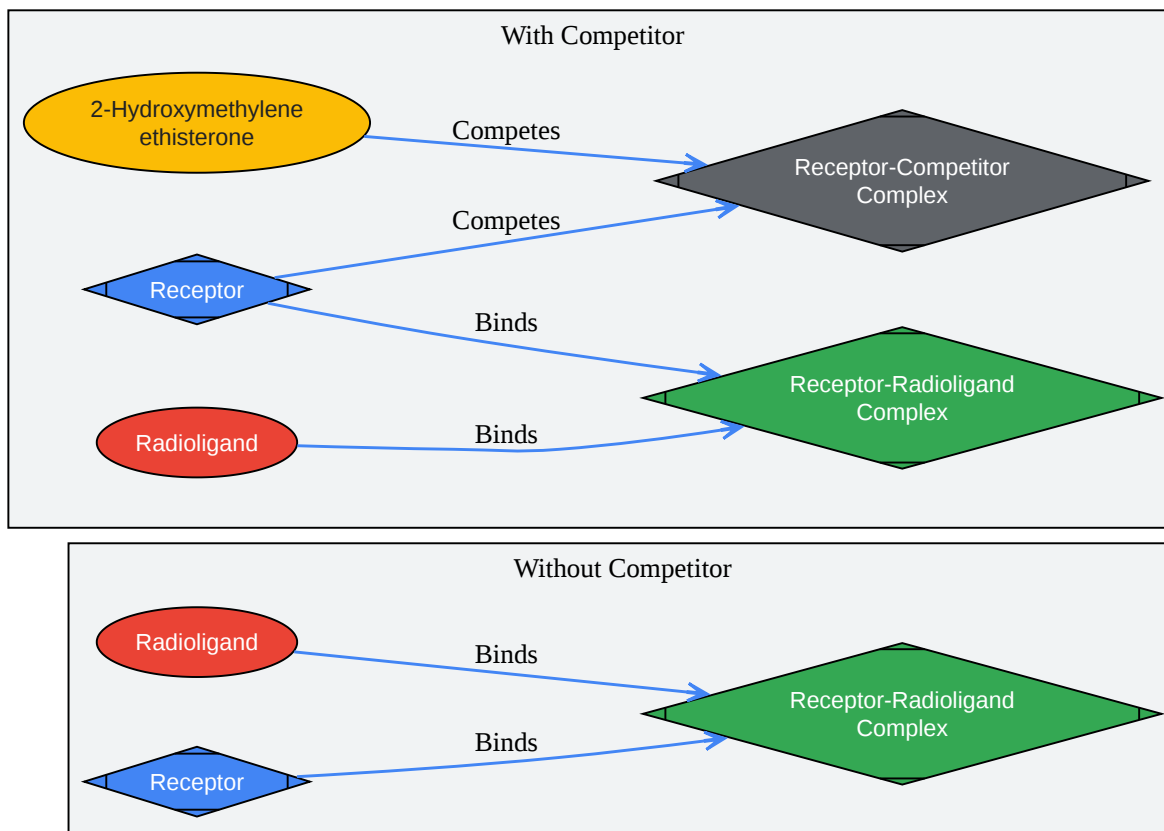 With Competitor
2-Hydroxymethylene
ethisterone
Competes
Receptor-Competitor
Complex
Competes
Receptor
Binds
Receptor-Radioligand
Complex
Radioligand
Binds
Without Competitor
Radioligand
Binds
Receptor-Radioligand
Complex
Binds
Receptor